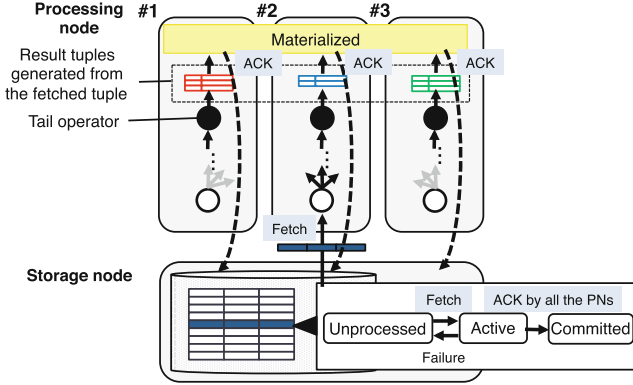 Processing node
#1
#2
#3
Materialized
Result tuples
generated from
the fetched tuple
ACK
ACK
ACK
Tail operator
Fetch
Storage node
Fetch
ACK by all the PNs
Unprocessed
Active
Committed
Failure